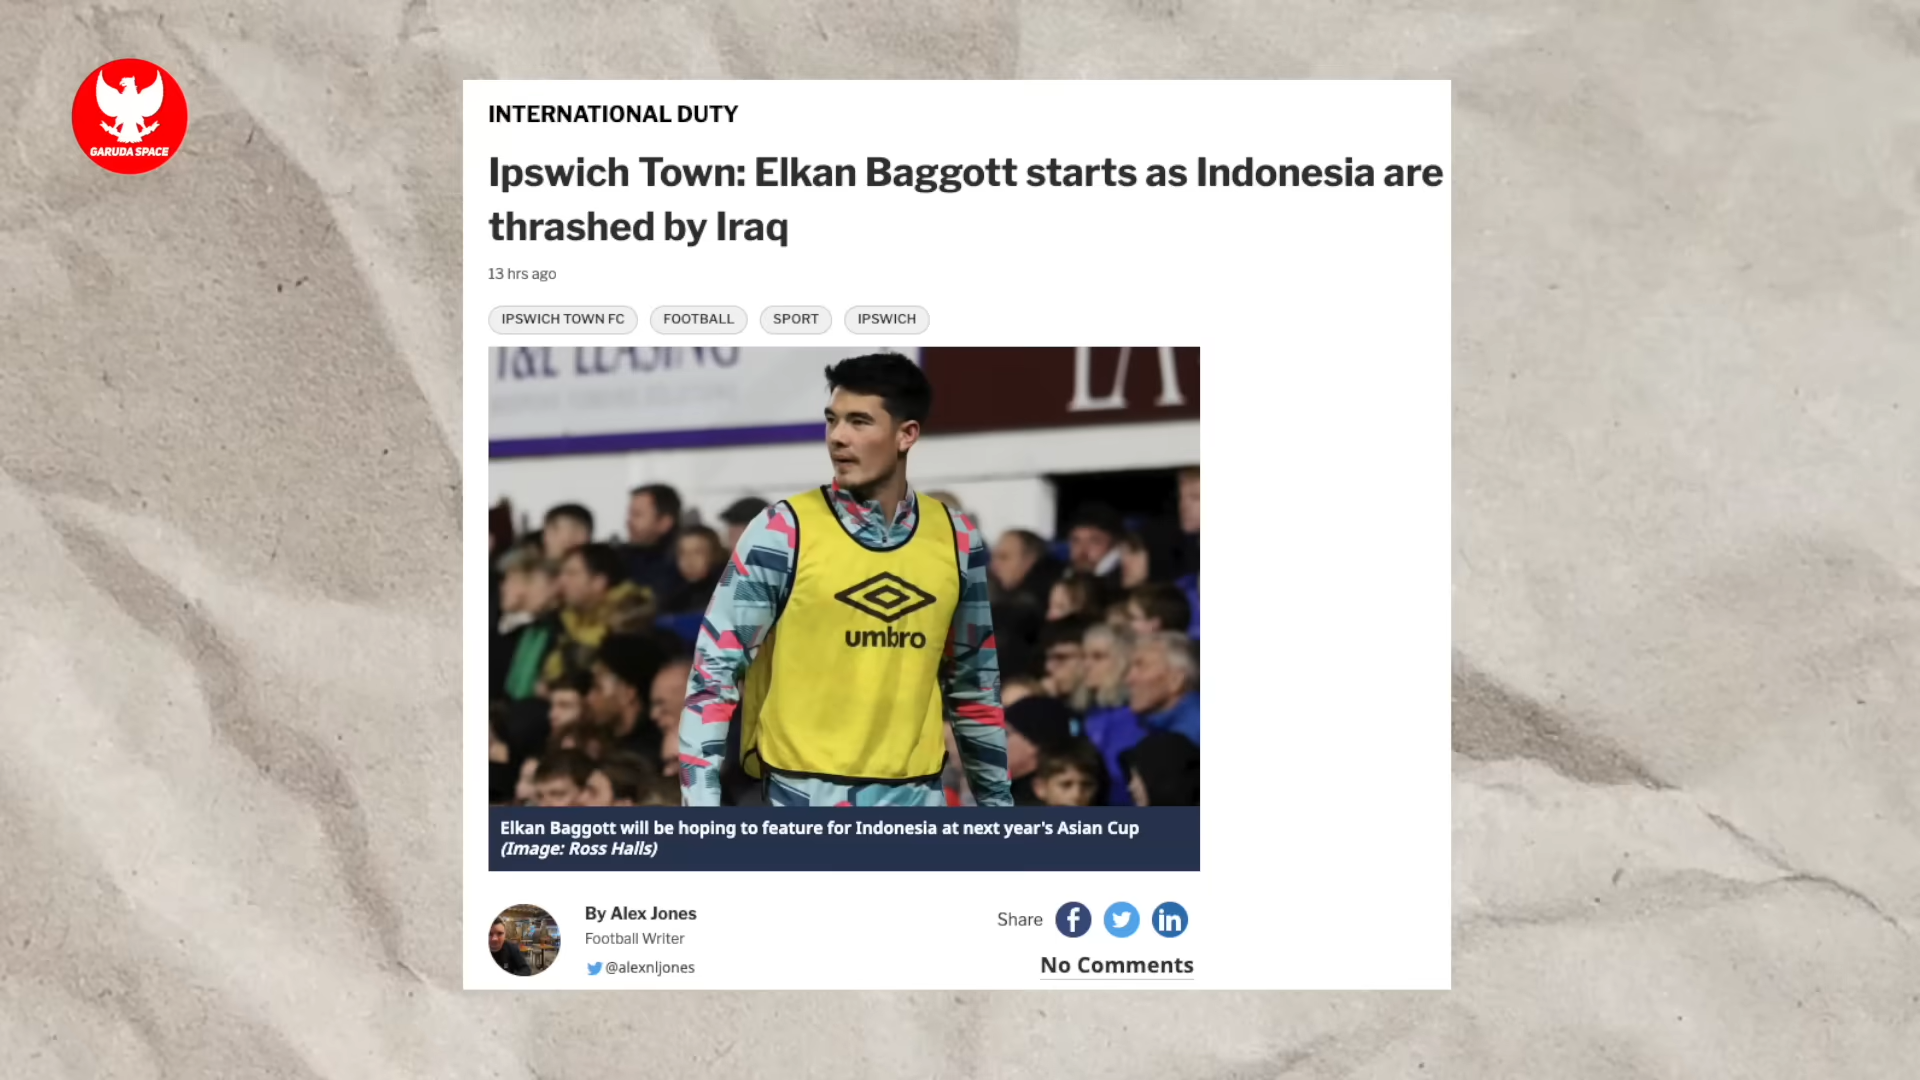 GARUDA SPACE
INTERNATIONAL DUTY
Ipswich Town: Elkan Baggott starts as Indonesia are
thrashed by Iraq
13 hrs ago
IPSWICH TOWN FC FOOTBALL SPORT IPSWICH
T&L LEASING
LA
umbro
Elkan Baggott will be hoping to feature for Indonesia at next year's Asian Cup
(Image: Ross Halls)
By Alex Jones
Football Writer
@alexnljones
Share
No Comments